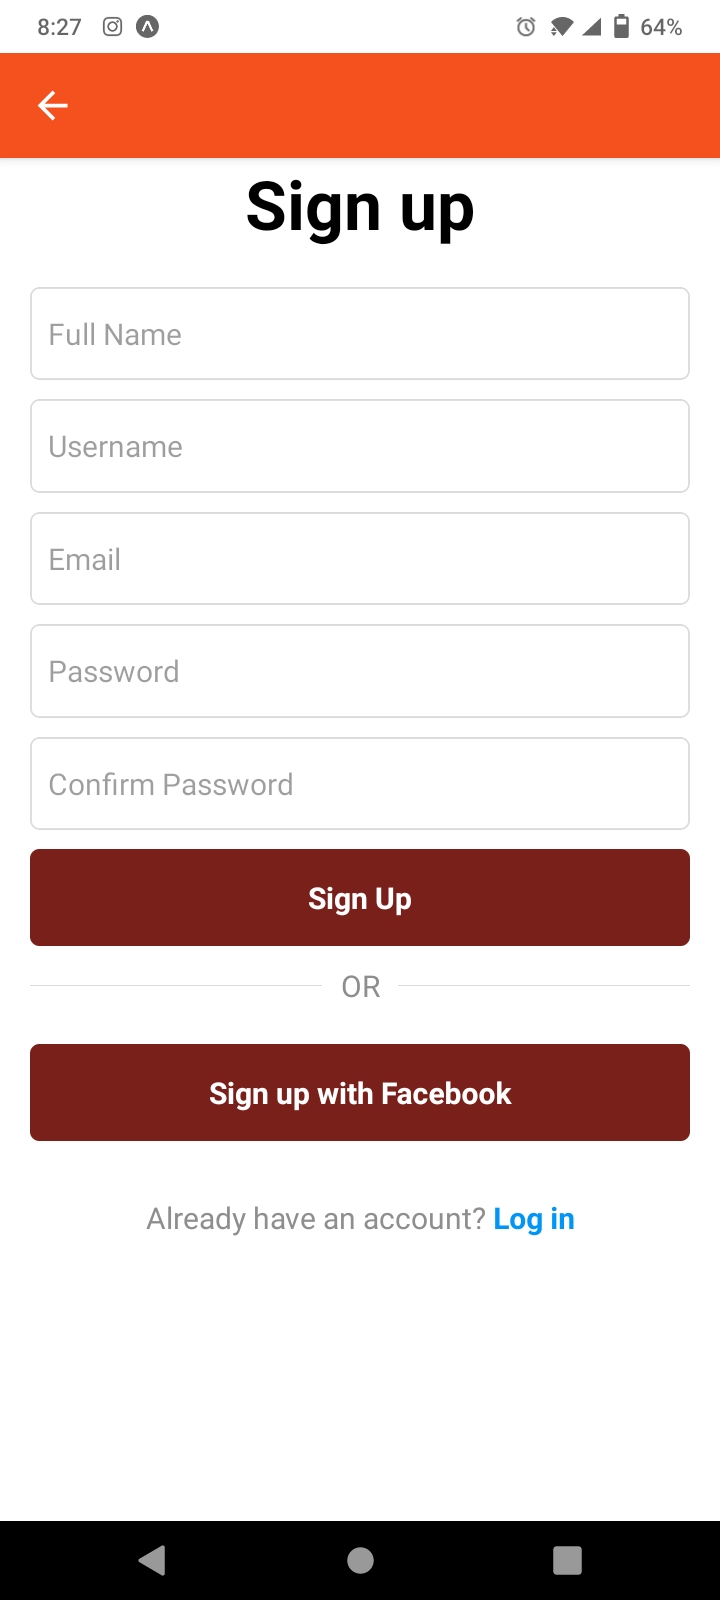 8:27 64%
Sign up
Full Name
Username
Email
Password
Confirm Password
Sign Up
OR
Sign up with Facebook
Already have an account? Log in